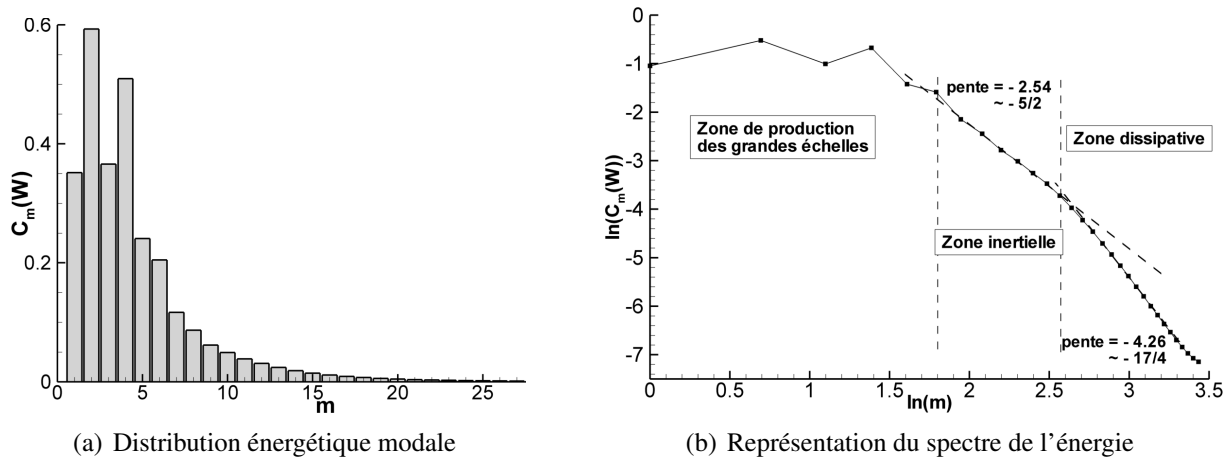 0.6
0.4
0.2
0
C_m(W)
5
10
15
20
25
m
(a) Distribution énergétique modale
0
-1
-2
-3
-4
-5
-6
-7
ln(C_m(W))
pente = - 2.54
~ - 5/2
Zone de production
des grandes échelles
Zone dissipative
Zone inertielle
pente = - 4.26
~ - 17/4
0
0.5
1
1.5
2
2.5
3
3.5
ln(m)
(b) Représentation du spectre de l'énergie